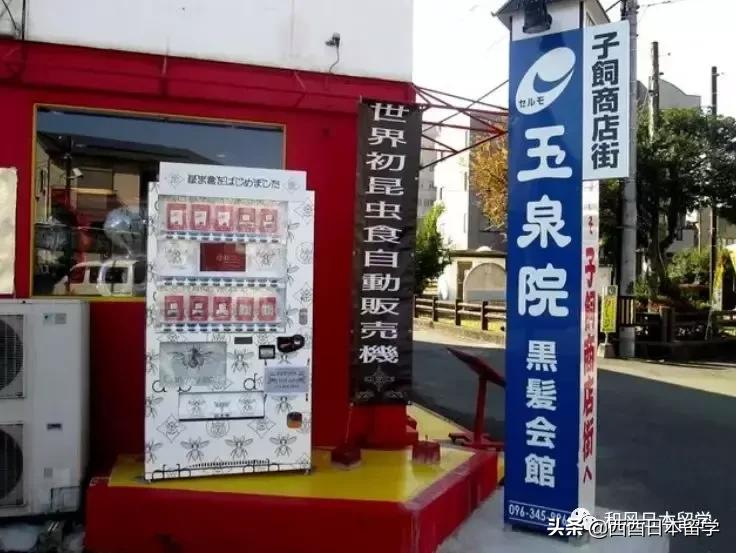 昆虫食をはじめました
世界初昆虫食自動販売機
セルモ
玉泉院
黒髪会館
子飼商店街
子飼商店街へ
096-345-
和风日本留学
头条 @西西日本留学